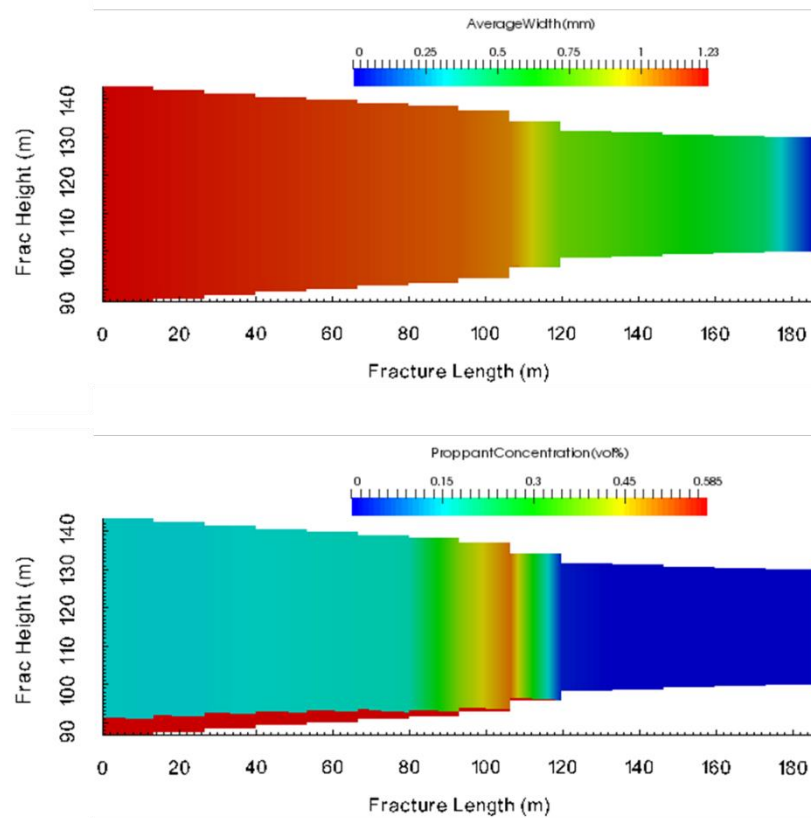 AverageWidth(mm)
0 0.25 0.5 0.75 1 1.23
Frac Height (m)
140
130
120
110
100
90
0 20 40 60 80 100 120 140 160 180
Fracture Length (m)
ProppantConcentration(vol%)
0 0.15 0.3 0.45 0.585
Frac Height (m)
140
130
120
110
100
90
0 20 40 60 80 100 120 140 160 180
Fracture Length (m)